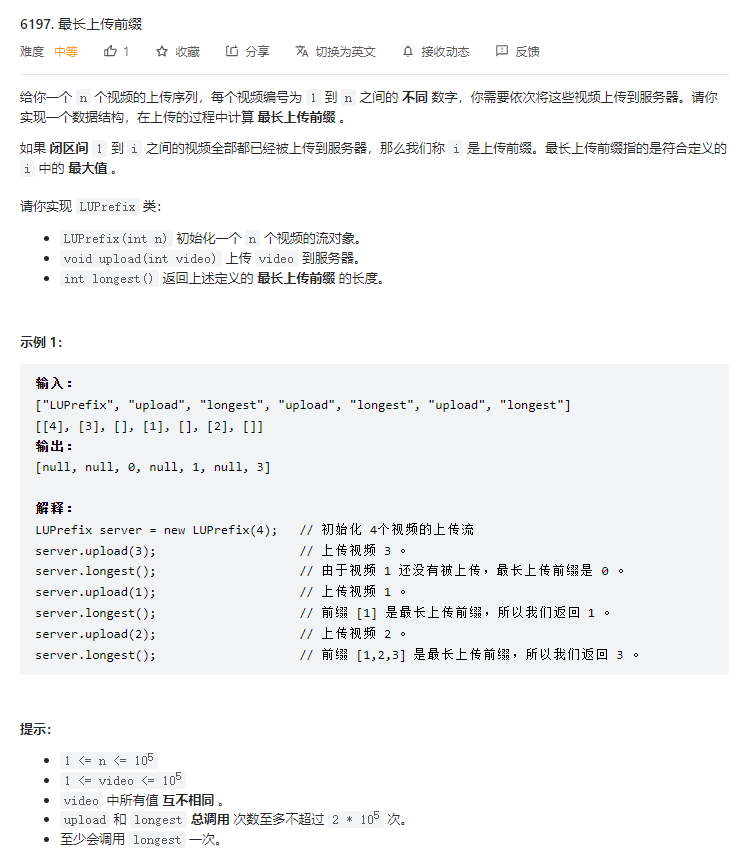 6197. 最长上传前缀
难度 中等 1 收藏 分享 切换为英文 接收动态 反馈
给你一个 n 个视频的上传序列，每个视频编号为 1 到 n 之间的 不同 数字，你需要依次将这些视频上传到服务器。请你
实现一个数据结构，在上传的过程中计算 最长上传前缀 。
如果 闭区间 1 到 i 之间的视频全部都已经被上传到服务器，那么我们称 i 是上传前缀。最长上传前缀指的是符合定义的
i 中的 最大值 。
请你实现 LUPrefix 类：
• LUPrefix(int n) 初始化一个 n 个视频的流对象。
• void upload(int video) 上传 video 到服务器。
• int longest() 返回上述定义的 最长上传前缀 的长度。
示例 1：
输入：
["LUPrefix", "upload", "longest", "upload", "longest", "upload", "longest"]
[[4], [3], [], [1], [], [2], []]
输出：
[null, null, 0, null, 1, null, 3]
解释：
LUPrefix server = new LUPrefix(4);   // 初始化 4个视频的上传流
server.upload(3);                    // 上传视频 3 。
server.longest();                    // 由于视频 1 还没有被上传，最长上传前缀是 0 。
server.upload(1);                    // 上传视频 1 。
server.longest();                    // 前缀 [1] 是最长上传前缀，所以我们返回 1 。
server.upload(2);                    // 上传视频 2 。
server.longest();                    // 前缀 [1,2,3] 是最长上传前缀，所以我们返回 3 。
提示：
• 1 <= n <= 10⁵
• 1 <= video <= 10⁵
• video 中所有值 互不相同 。
• upload 和 longest 总调用 次数至多不超过 2 * 10⁵ 次。
• 至少会调用 longest 一次。